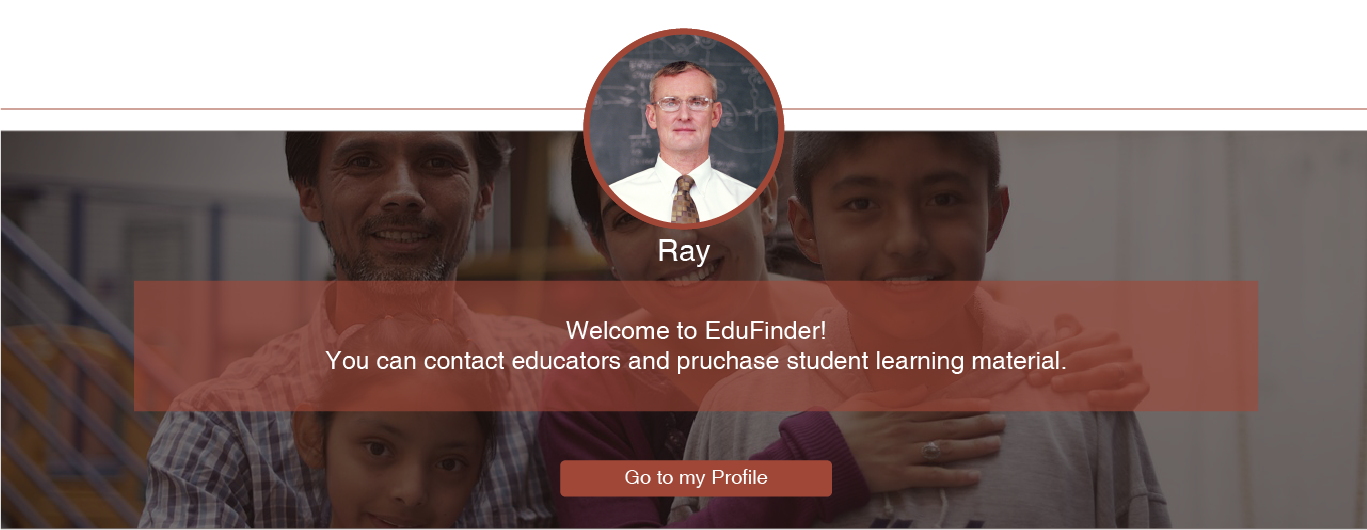 Ray
Welcome to EduFinder!
You can contact educators and pruchase student learning material.
Go to my Profile